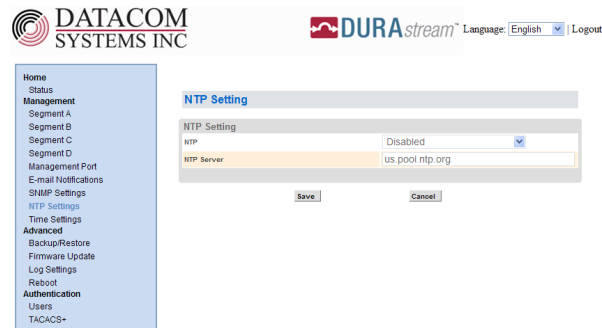 DATACOM
SYSTEMS INC
DURAstream™ Language: English | Logout
Home
Status
Management
Segment A
Segment B
Segment C
Segment D
Management Port
E-mail Notifications
SNMP Settings
NTP Settings
Time Settings
Advanced
Backup/Restore
Firmware Update
Log Settings
Reboot
Authentication
Users
TACACS+
NTP Setting
NTP Setting
NTP Disabled
NTP Server us.pool.ntp.org
Save Cancel